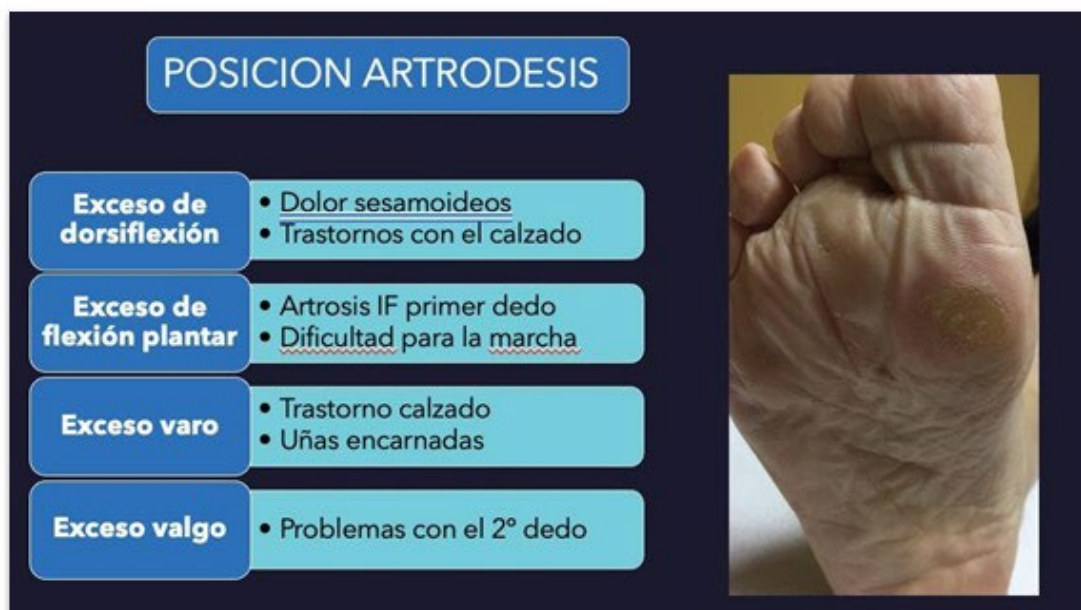 POSICION ARTRODESIS
Exceso de
dorsiflexión
• Dolor sesamoideos
• Trastornos con el calzado
Exceso de
flexión plantar
• Artrosis IF primer dedo
• Dificultad para la marcha
Exceso varo
• Trastorno calzado
• Uñas encarnadas
Exceso valgo
• Problemas con el 2º dedo